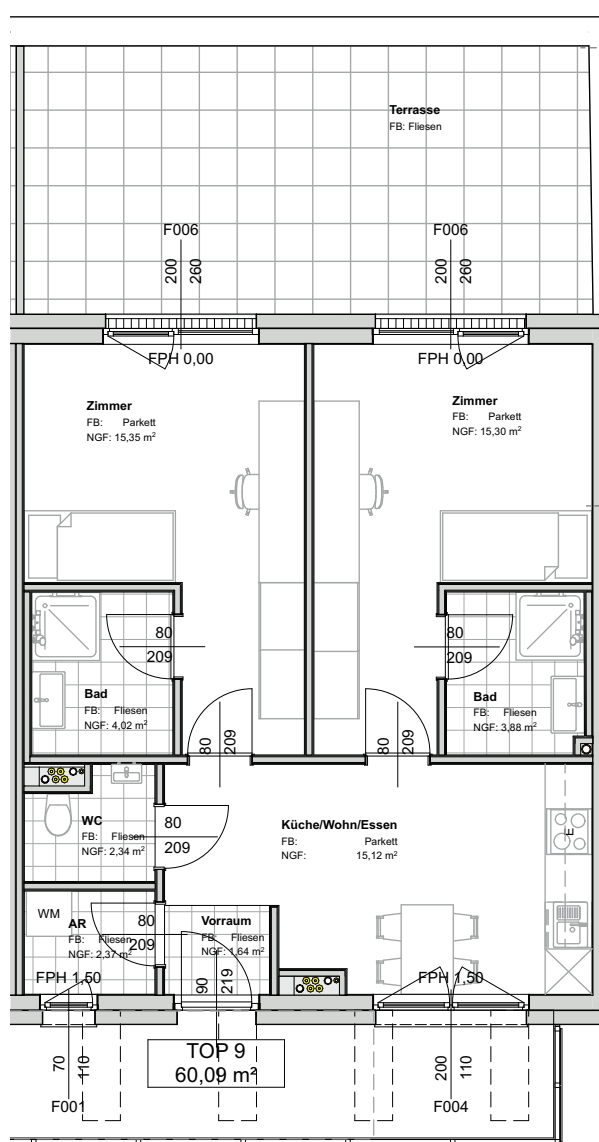 Terrasse
FB: Fliesen
F006
F006
200
260
200
260
FPH 0,00
FPH 0,00
Zimmer
FB: Parkett
NGF: 15,35 m²
Zimmer
FB: Parkett
NGF: 15,30 m²
80
209
80
209
Bad
FB: Fliesen
NGF: 4,02 m²
Bad
FB: Fliesen
NGF: 3,88 m²
80
209
80
209
WC
FB: Fliesen
NGF: 2,34 m²
80
209
Küche/Wohn/Essen
FB: Parkett
NGF: 15,12 m²
E
WM
AR
FB: Fliesen
NGF: 2,37 m²
80
209
Vorraum
FB: Fliesen
NGF: 1,64 m²
FPH 1,50
90
219
FPH 1,50
TOP 9
60,09 m²
70
110
200
110
F001
F004